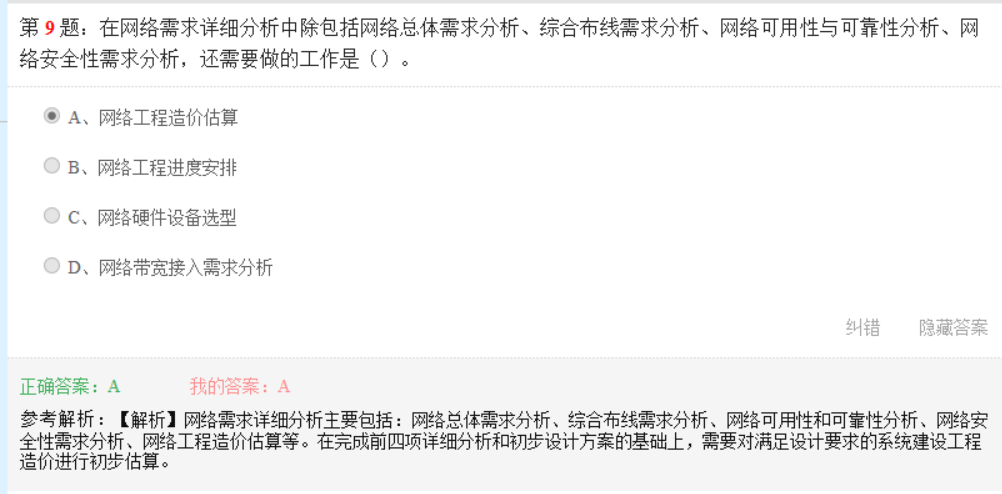 第 9 题：在网络需求详细分析中除包括网络总体需求分析、综合布线需求分析、网络可用性与可靠性分析、网
络安全性需求分析，还需要做的工作是（）。
A、网络工程造价估算
B、网络工程进度安排
C、网络硬件设备选型
D、网络带宽接入需求分析
纠错 隐藏答案
正确答案：A 我的答案：A
参考解析：【解析】网络需求详细分析主要包括：网络总体需求分析、综合布线需求分析、网络可用性和可靠性分析、网络安
全性需求分析、网络工程造价估算等。在完成前四项详细分析和初步设计方案的基础上，需要对满足设计要求的系统建设工程
造价进行初步估算。